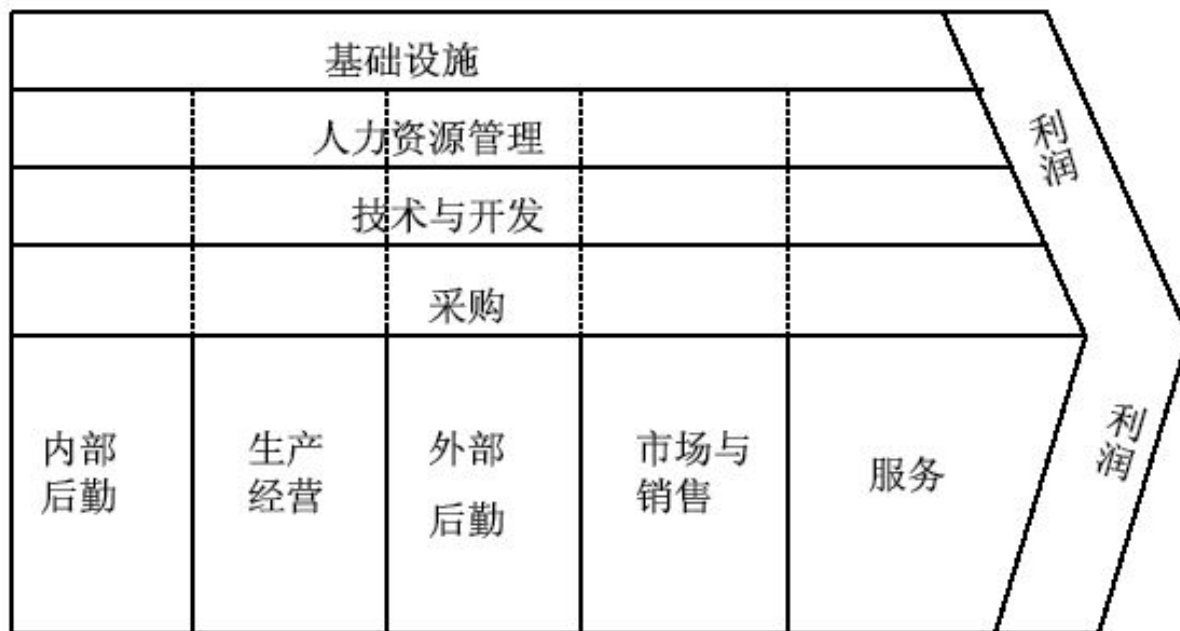 基础设施
人力资源管理
技术与开发
采购
利
润
内部
后勤
生产
经营
外部
后勤
市场与
销售
服务
利
润